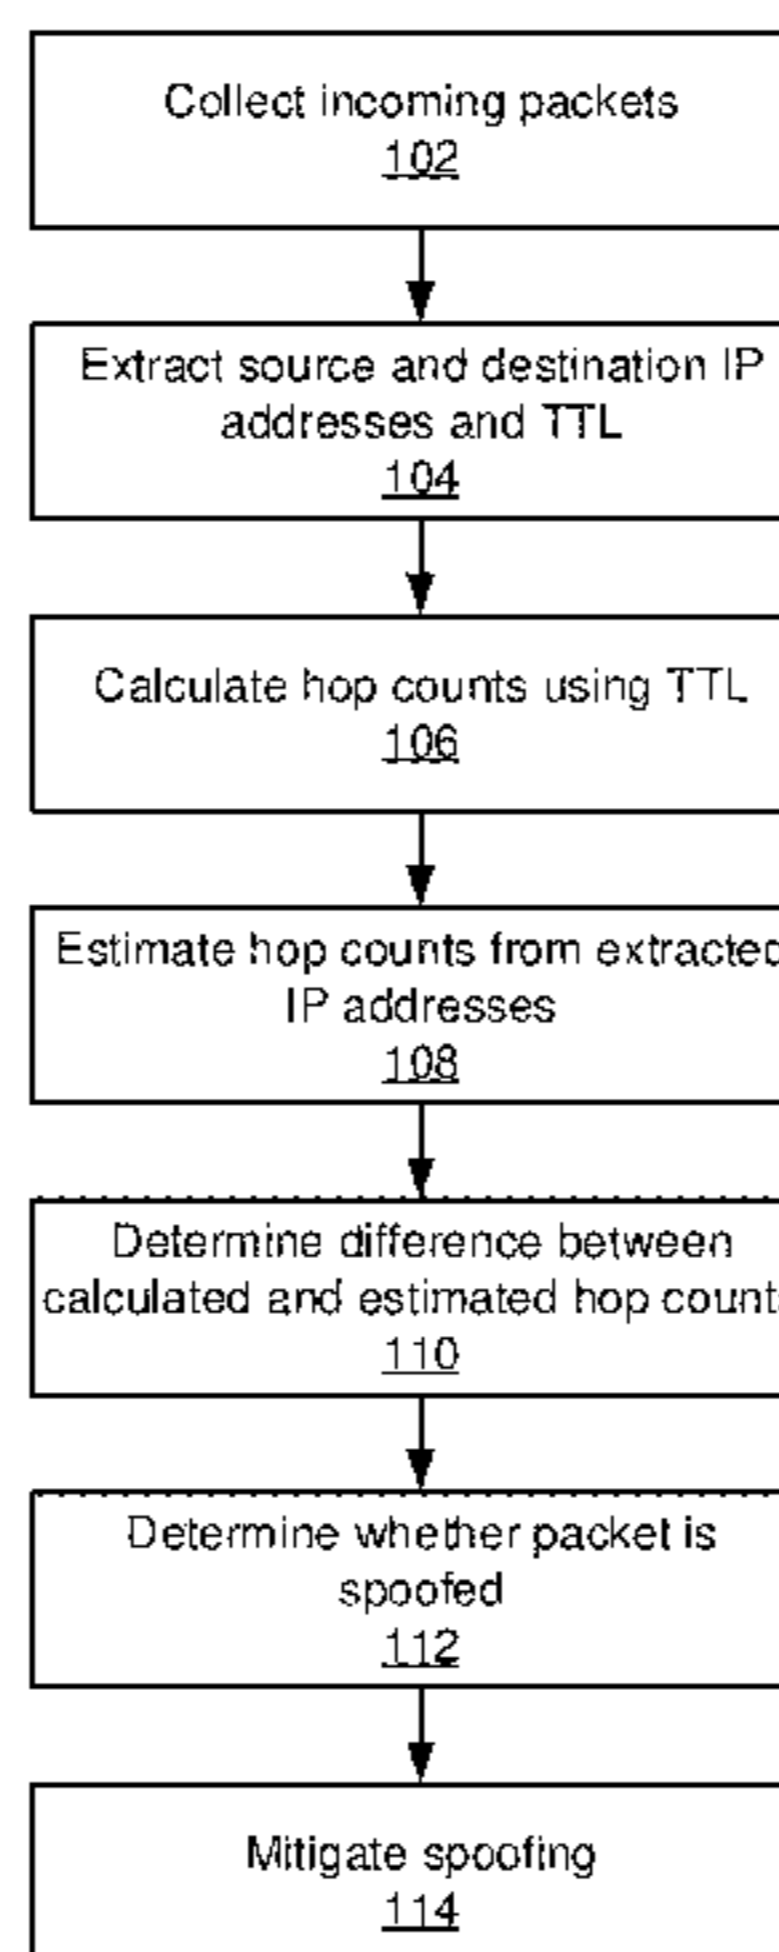 Collect incoming packets
102
Extract source and destination IP
addresses and TTL
104
Calculate hop counts using TTL
106
Estimate hop counts from extracted
IP addresses
108
Determine difference between
calculated and estimated hop counts
110
Determine whether packet is
spoofed
112
Mitigate spoofing
114